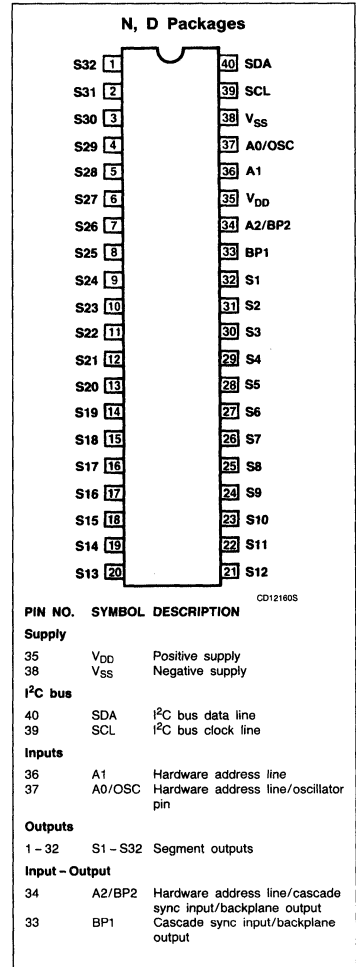 N, D Packages
S32 1 40 SDA
S31 2 39 SCL
S30 3 38 VSS
S29 4 37 A0/OSC
S28 5 36 A1
S27 6 35 VDD
S26 7 34 A2/BP2
S25 8 33 BP1
S24 9 32 S1
S23 10 31 S2
S22 11 30 S3
S21 12 29 S4
S20 13 28 S5
S19 14 27 S6
S18 15 26 S7
S17 16 25 S8
S16 17 24 S9
S15 18 23 S10
S14 19 22 S11
S13 20 21 S12
CD12160S
PIN NO. SYMBOL DESCRIPTION
Supply
35 VDD Positive supply
38 VSS Negative supply
I²C bus
40 SDA I²C bus data line
39 SCL I²C bus clock line
Inputs
36 A1 Hardware address line
37 A0/OSC Hardware address line/oscillator
pin
Outputs
1 – 32 S1 – S32 Segment outputs
Input – Output
34 A2/BP2 Hardware address line/cascade
sync input/backplane output
33 BP1 Cascade sync input/backplane
output